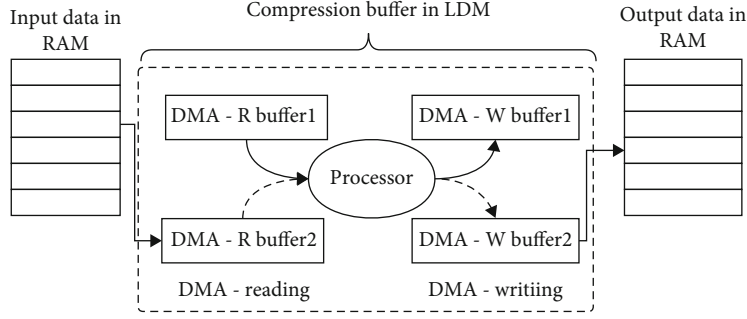 Input data in
RAM
Compression buffer in LDM
Output data in
RAM
DMA - R buffer1
DMA - W buffer1
Processor
DMA - R buffer2
DMA - W buffer2
DMA - reading
DMA - writiing